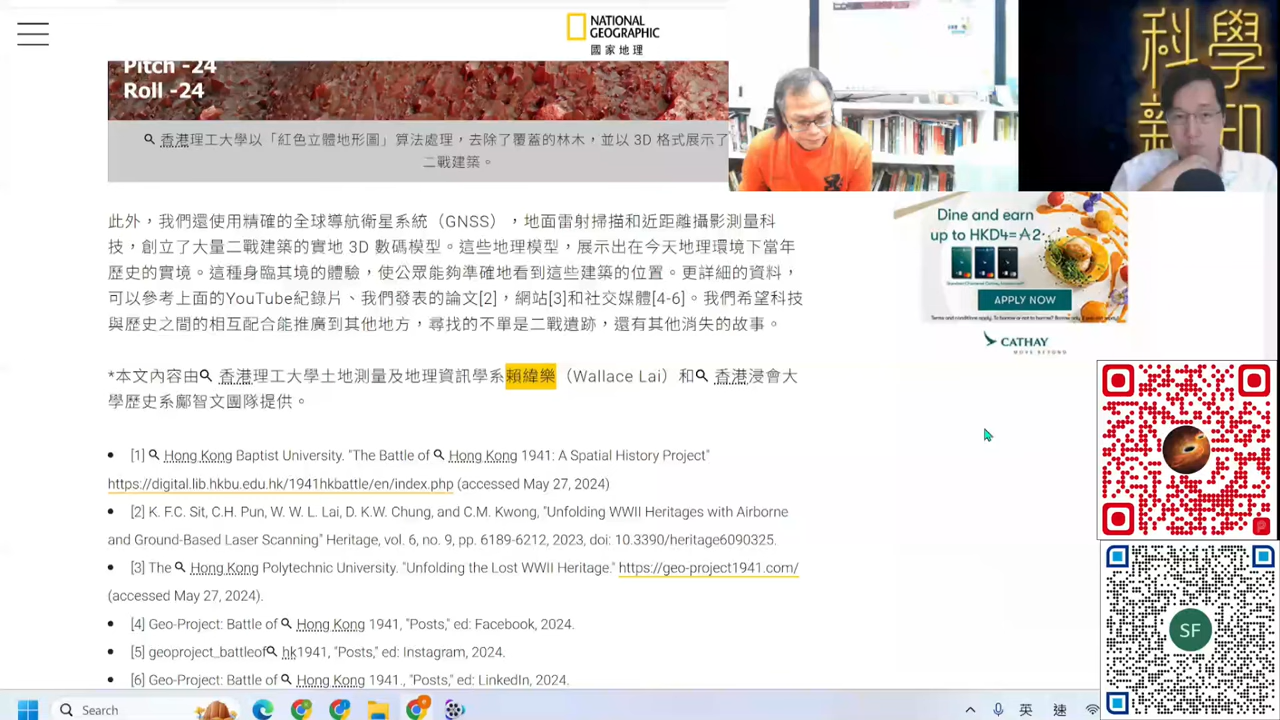 NATIONAL
GEOGRAPHIC
國家地理
Pitch -24
Roll -24
香港理工大學以「紅色立體地形圖」算法處理，去除了覆蓋的林木，並以 3D 格式展示了
二戰建築。
此外，我們還使用精確的全球導航衛星系統（GNSS），地面雷射掃描和近距離攝影測量科
技，創立了大量二戰建築的實地 3D 數碼模型。這些地理模型，展示出在今天地理環境下當年
歷史的實境。這種身臨其境的體驗，使公眾能夠準確地看到這些建築的位置。更詳細的資料，
可以參考上面的YouTube紀錄片、我們發表的論文[2]，網站[3]和社交媒體[4-6]。我們希望科技
與歷史之間的相互融合能推廣至其他地方，尋找的不單是二戰遺跡，還有其他消失的故事。
*本文內容由 香港理工大學土地測量及地理資訊學系賴緯樂（Wallace Lai）和 香港浸會大
學歷史系鄺智文團隊提供。
[1] Hong Kong Baptist University. "The Battle of Hong Kong 1941: A Spatial History Project"
https://digital.lib.hkbu.edu.hk/1941hkbattle/en/index.php (accessed May 27, 2024)
[2] K. F.C. Sit, C.H. Pun, W. W. L. Lai, D. K.W. Chung, and C.M. Kwong, "Unfolding WWII Heritages with Airborne
and Ground-Based Laser Scanning" Heritage, vol. 6, no. 9, pp. 2023, doi: 10.3390/heritage6090325.
[3] The Hong Kong Polytechnic University. "Unfolding the Lost WWII Heritage." https://geo-project1941.com/
(accessed May 27, 2024).
[4] Geo-Project: Battle of Hong Kong 1941, "Posts," ed: Facebook, 2024.
[5] geoproject_battleof hk1941, "Posts," ed: Instagram, 2024.
[6] Geo-Project: Battle of Hong Kong 1941., "Posts," ed: LinkedIn, 2024.
科學
新知
Dine and earn
up to HKD4=A2
APPLY NOW
CATHAY
MOVE BEYOND
SF
Search
英
速